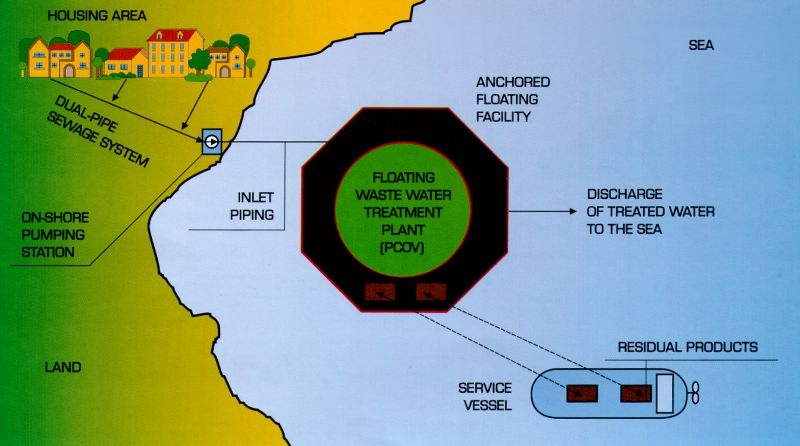 HOUSING AREA
SEA
ANCHORED
FLOATING
FACILITY
DUAL-PIPE
SEWAGE SYSTEM
FLOATING
WASTE WATER
TREATMENT
PLANT
(PCOV)
INLET
PIPING
DISCHARGE
OF TREATED WATER
TO THE SEA
ON-SHORE
PUMPING
STATION
RESIDUAL PRODUCTS
LAND
SERVICE
VESSEL